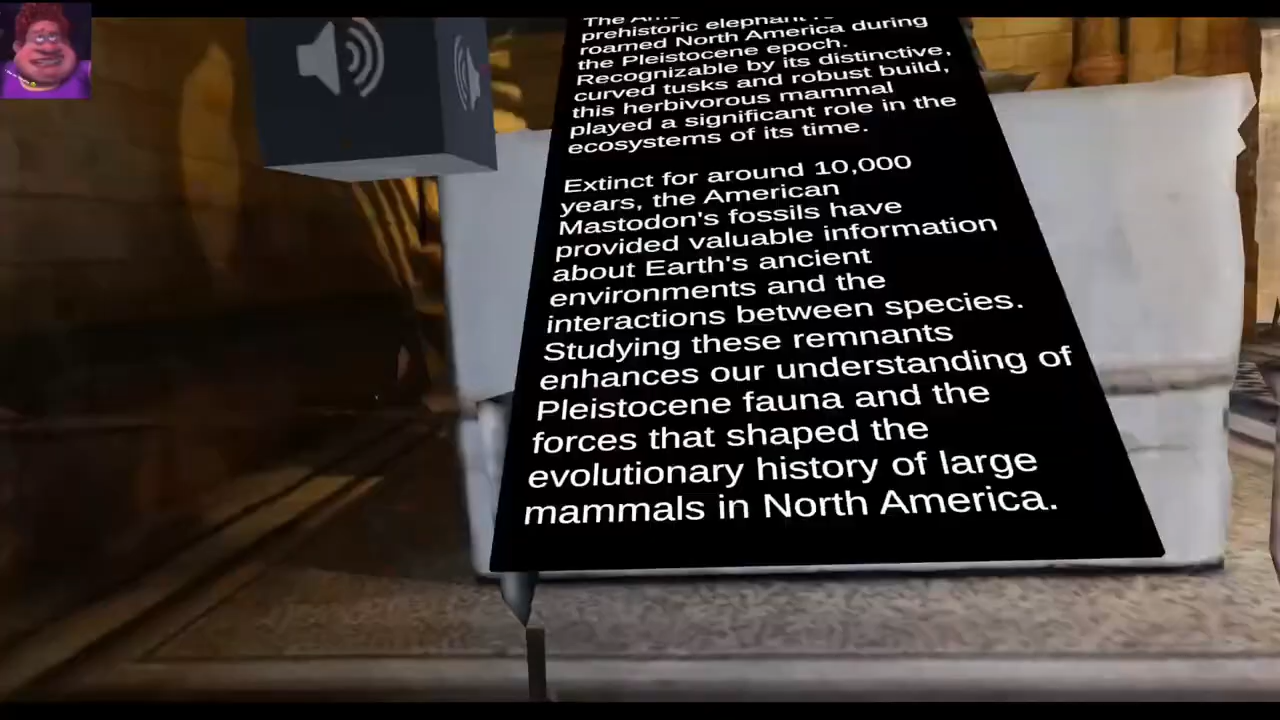 The
prehistoric elephant
roamed North America during
the Pleistocene epoch.
Recognizable by its distinctive,
curved tusks and robust build,
this herbivorous mammal
played a significant role in the
ecosystems of its time.
Extinct for around 10,000
years, the American
Mastodon's fossils have
provided valuable information
about Earth's ancient
environments and the
interactions between species.
Studying these remnants
enhances our understanding of
Pleistocene fauna and the
forces that shaped the
evolutionary history of large
mammals in North America.